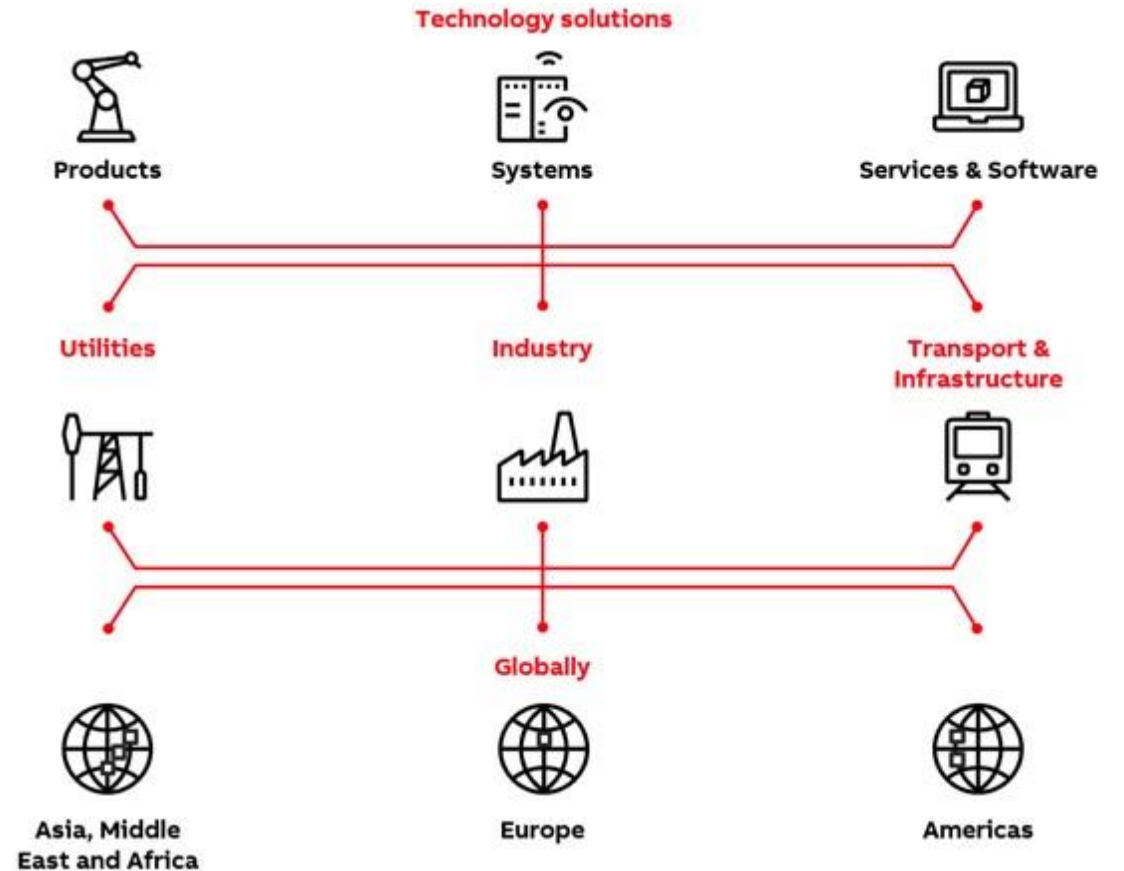 Technology solutions
Products
Systems
Services & Software
Utilities
Industry
Transport &
Infrastructure
Globally
Asia, Middle
East and Africa
Europe
Americas